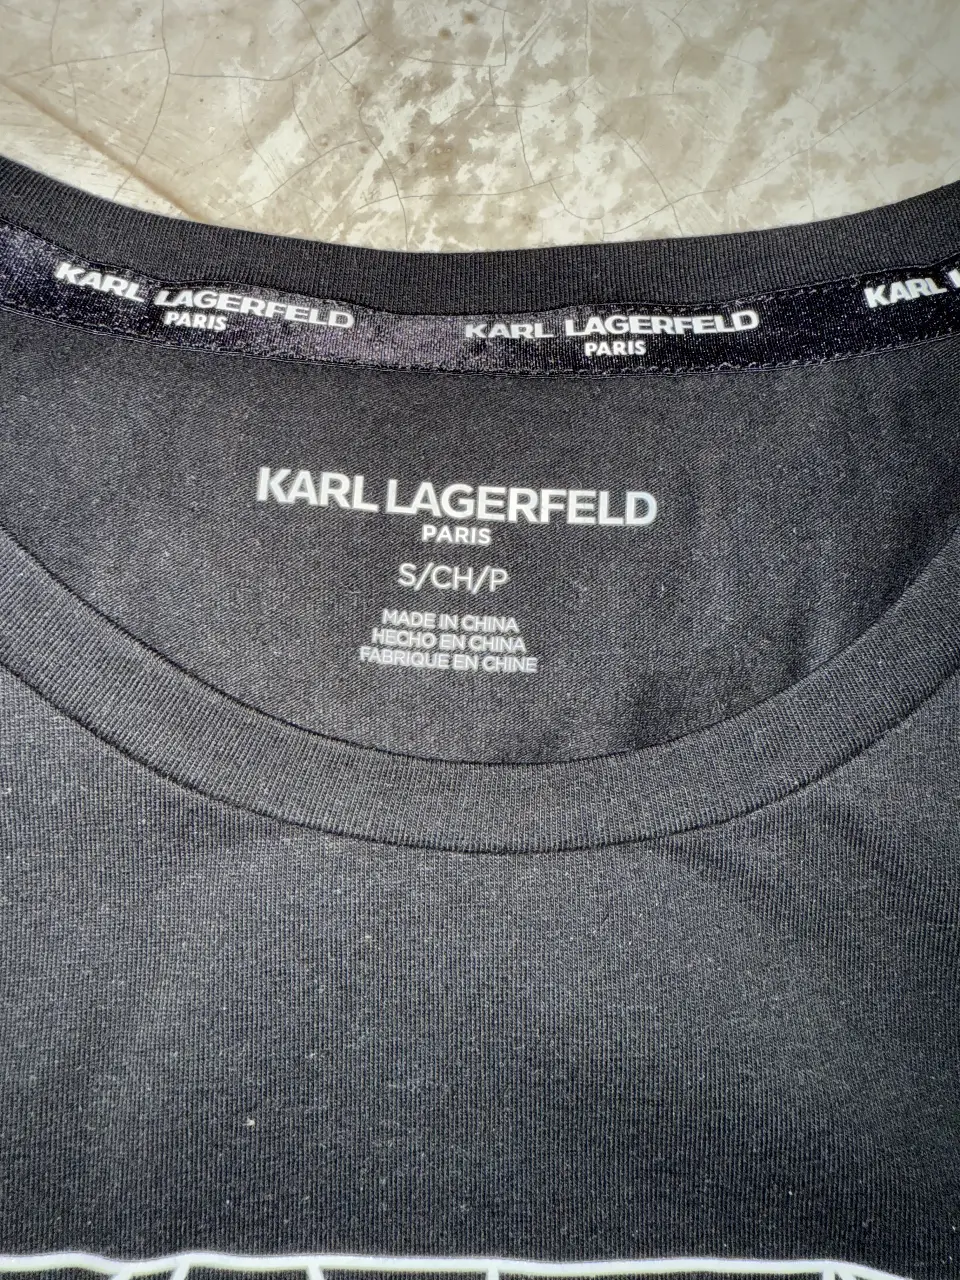 KARL LAGERFELD
PARIS
KARL LAGERFELD
PARIS
KARL
KARL LAGERFELD
PARIS
S/CH/P
MADE IN CHINA
HECHO EN CHINA
FABRIQUE EN CHINE